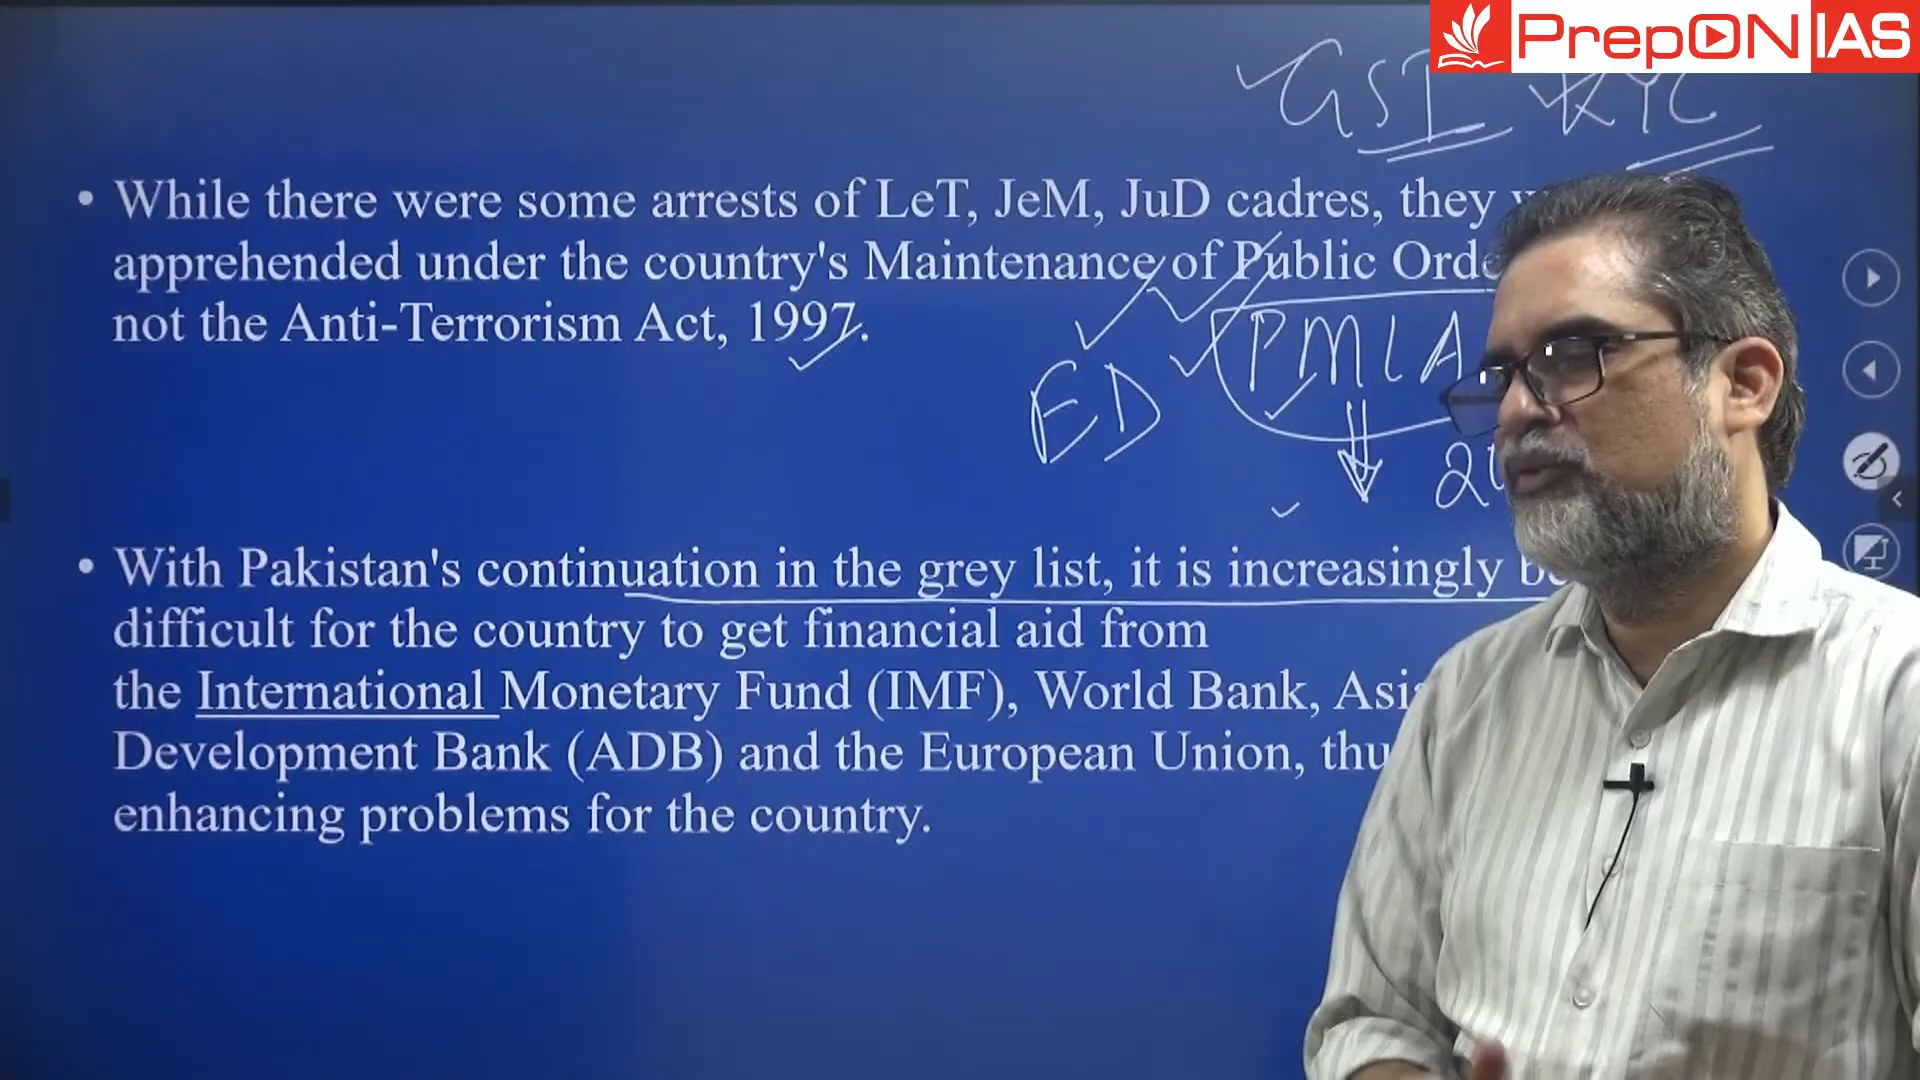 PrepON IAS
GST KYC
• While there were some arrests of LeT, JeM, JuD cadres, they
apprehended under the country's Maintenance of Public
not the Anti-Terrorism Act, 1997.
PMLA
ED
• With Pakistan's continuation in the grey list, it is increasingly
difficult for the country to get financial aid from
the International Monetary Fund (IMF), World Bank,
Development Bank (ADB) and the European Union,
enhancing problems for the country.